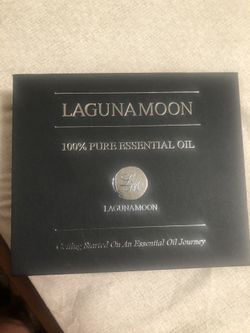 LAGUNAMOON
100% PURE ESSENTIAL OIL
LAGUNAMOON
Getting Started On An Essential Oil Journey